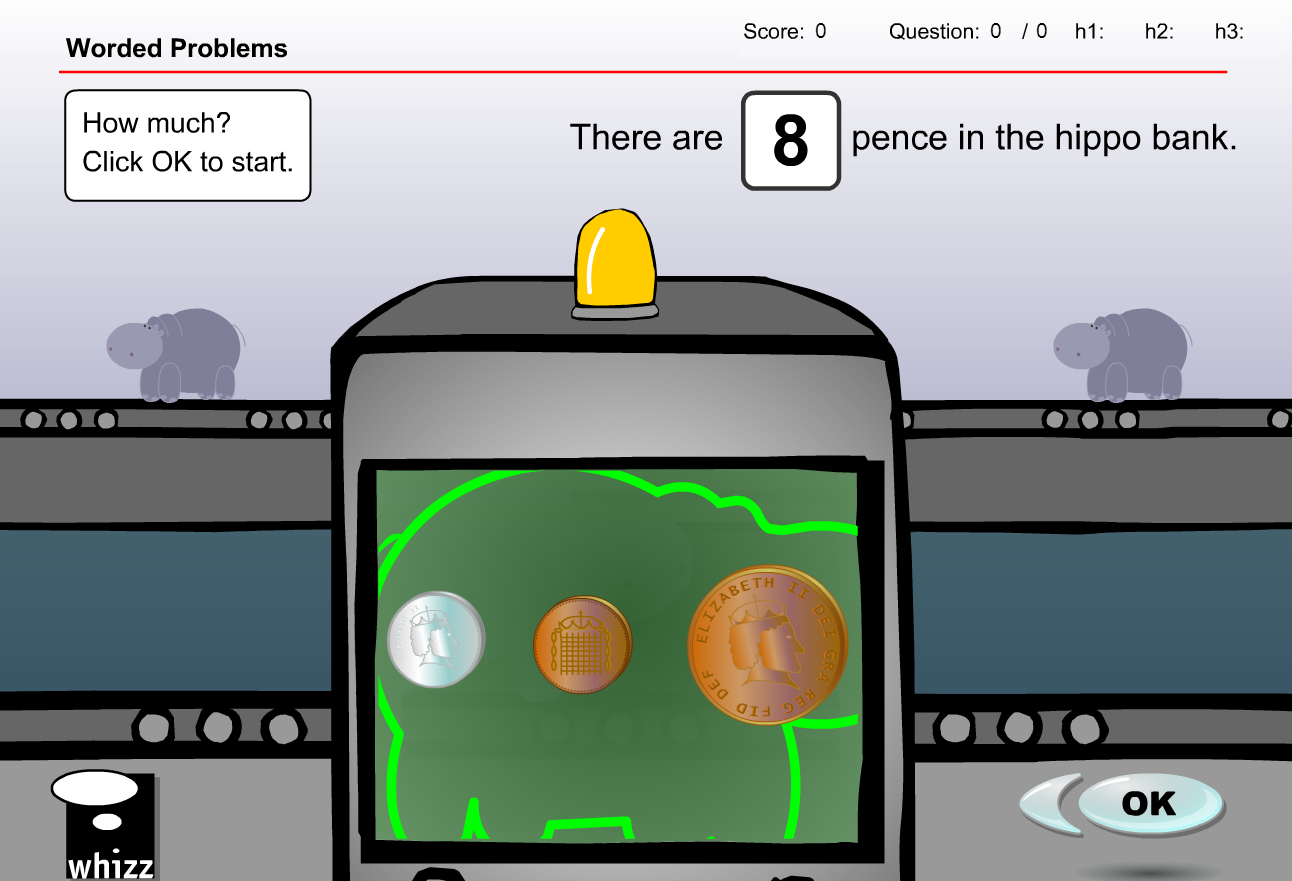 Score: 0 Question: 0 / 0 h1: h2: h3:
Worded Problems
How much?
Click OK to start.
There are 8 pence in the hippo bank.
ELIZABETH II DEI GRA REG FID DEF
OK
whizz